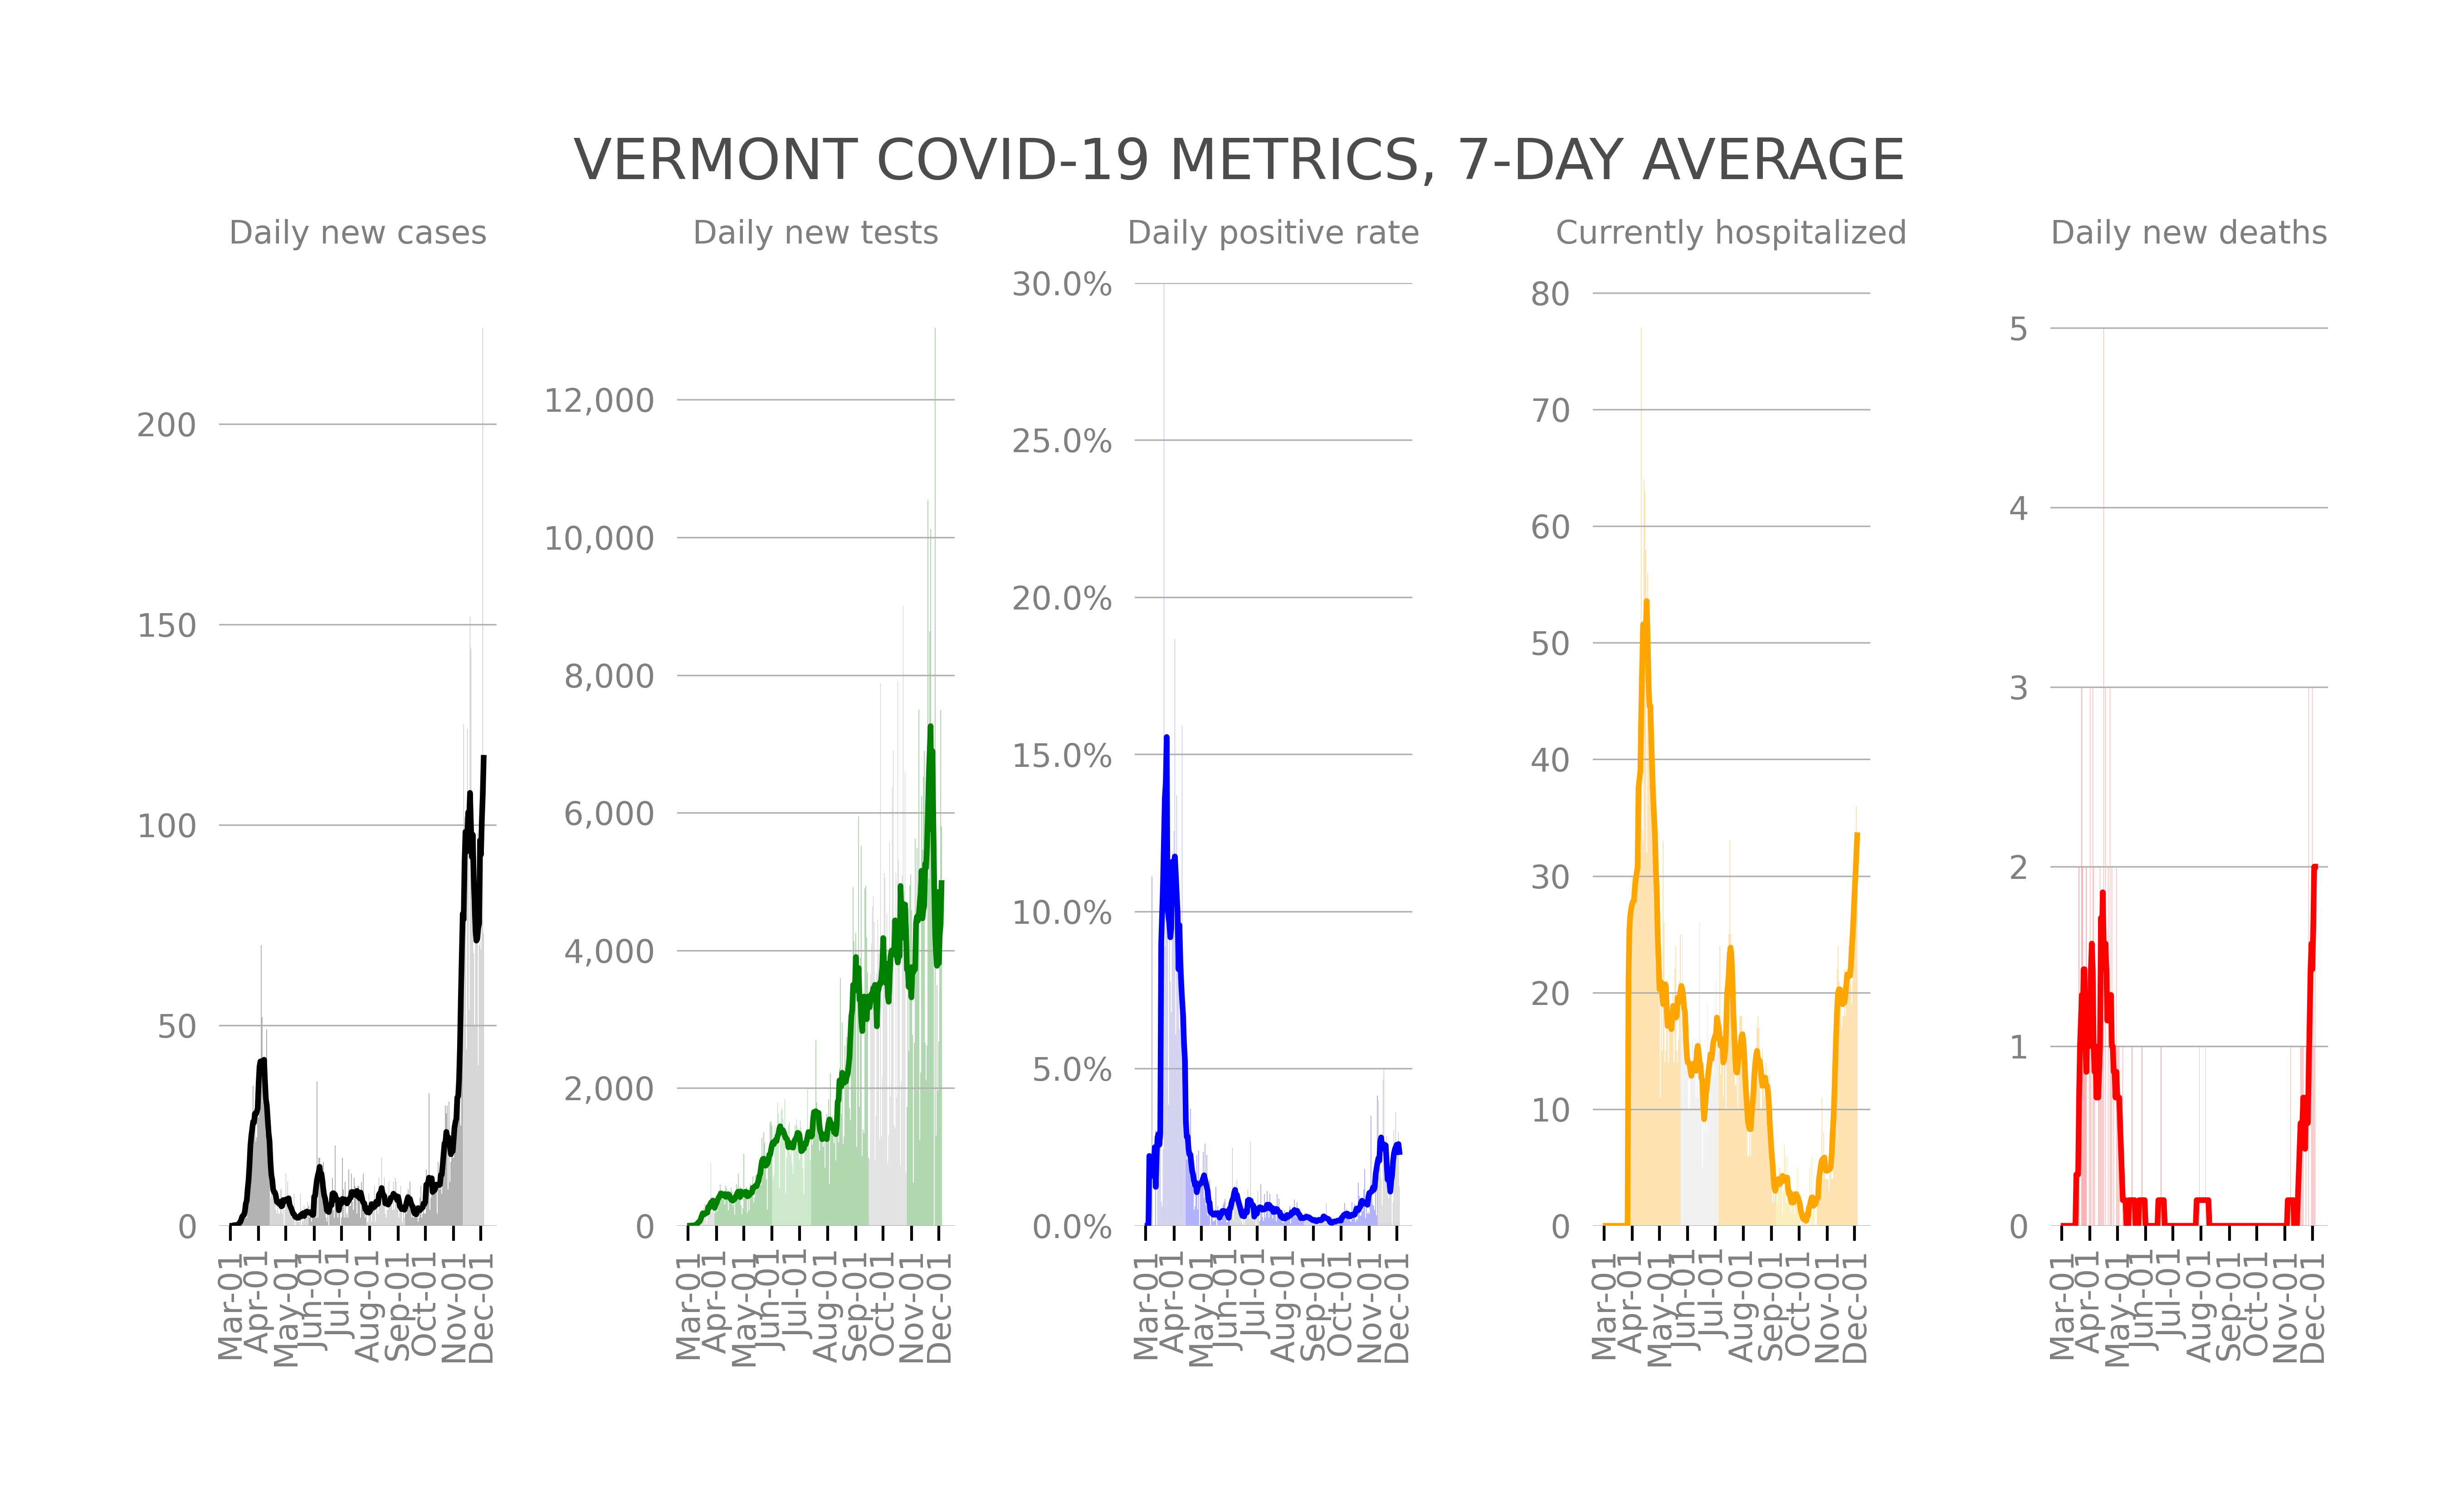 VERMONT COVID-19 METRICS, 7-DAY AVERAGE
Daily new cases
200
150
100
50
0
Mar-01
Apr-01
May-01
Jun-01
Jul-01
Aug-01
Sep-01
Oct-01
Nov-01
Dec-01
Daily new tests
12,000
10,000
8,000
6,000
4,000
2,000
0
Mar-01
Apr-01
May-01
Jun-01
Jul-01
Aug-01
Sep-01
Oct-01
Nov-01
Dec-01
Daily positive rate
30.0%
25.0%
20.0%
15.0%
10.0%
5.0%
0.0%
Mar-01
Apr-01
May-01
Jun-01
Jul-01
Aug-01
Sep-01
Oct-01
Nov-01
Dec-01
Currently hospitalized
80
70
60
50
40
30
20
10
0
Mar-01
Apr-01
May-01
Jun-01
Jul-01
Aug-01
Sep-01
Oct-01
Nov-01
Dec-01
Daily new deaths
5
4
3
2
1
0
Mar-01
Apr-01
May-01
Jun-01
Jul-01
Aug-01
Sep-01
Oct-01
Nov-01
Dec-01